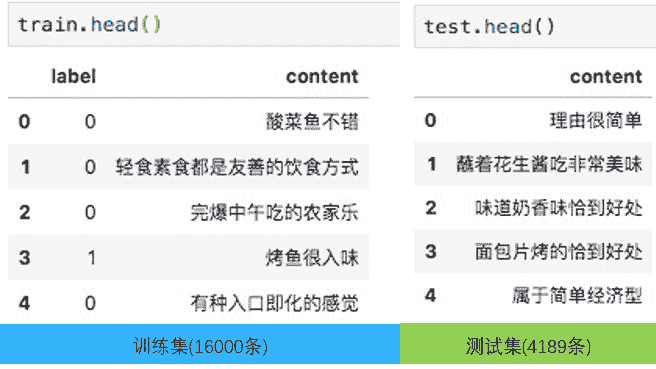 train.head()
label content
0 0 酸菜鱼不错
1 0 轻食素食都是友善的饮食方式
2 0 完爆中午吃的农家乐
3 1 烤鱼很入味
4 0 有种入口即化的感觉
训练集(16000条)
test.head()
content
0 理由很简单
1 蘸着花生酱吃非常美味
2 味道奶香味恰到好处
3 面包片烤的恰到好处
4 属于简单经济型
测试集(4189条)